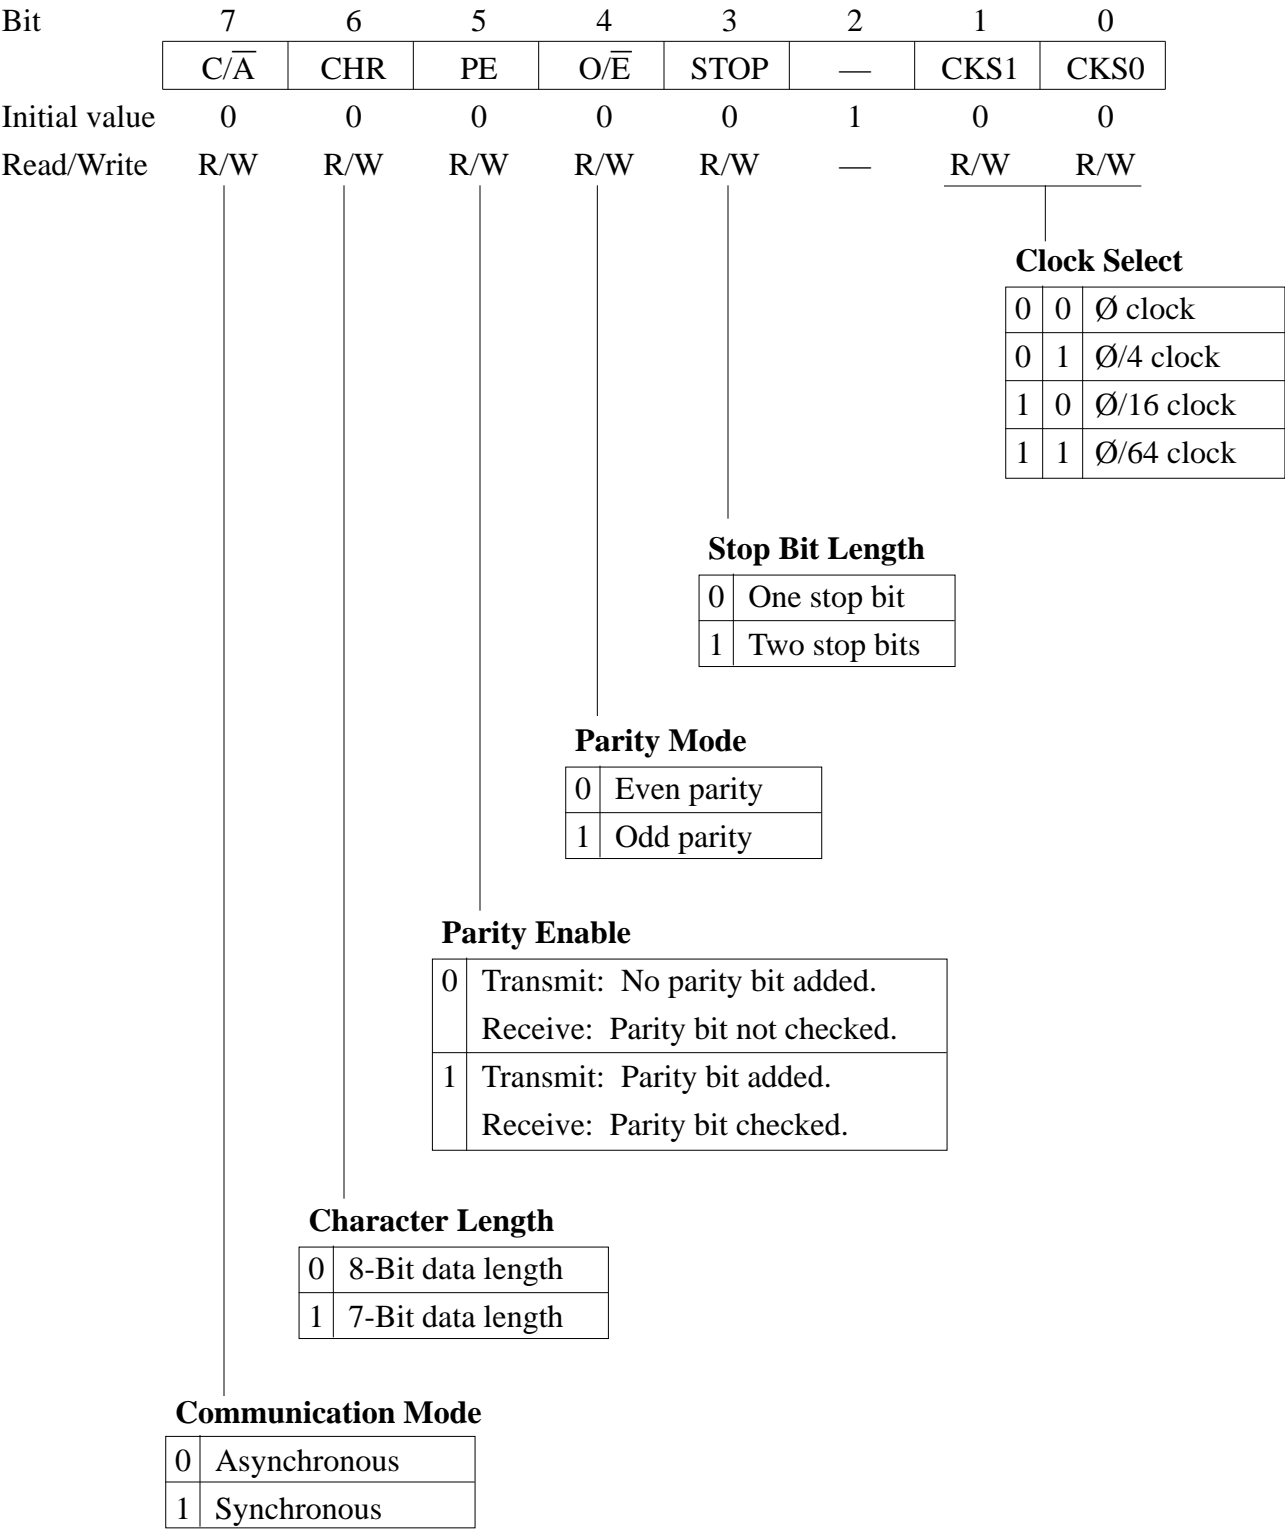 Bit 7 6 5 4 3 2 1 0
C/A̅ CHR PE O/E̅ STOP — CKS1 CKS0
Initial value 0 0 0 0 0 1 0 0
Read/Write R/W R/W R/W R/W R/W — R/W R/W
Clock Select
0 0 Ø clock
0 1 Ø/4 clock
1 0 Ø/16 clock
1 1 Ø/64 clock
Stop Bit Length
0 One stop bit
1 Two stop bits
Parity Mode
0 Even parity
1 Odd parity
Parity Enable
0 Transmit: No parity bit added.
Receive: Parity bit not checked.
1 Transmit: Parity bit added.
Receive: Parity bit checked.
Character Length
0 8-Bit data length
1 7-Bit data length
Communication Mode
0 Asynchronous
1 Synchronous